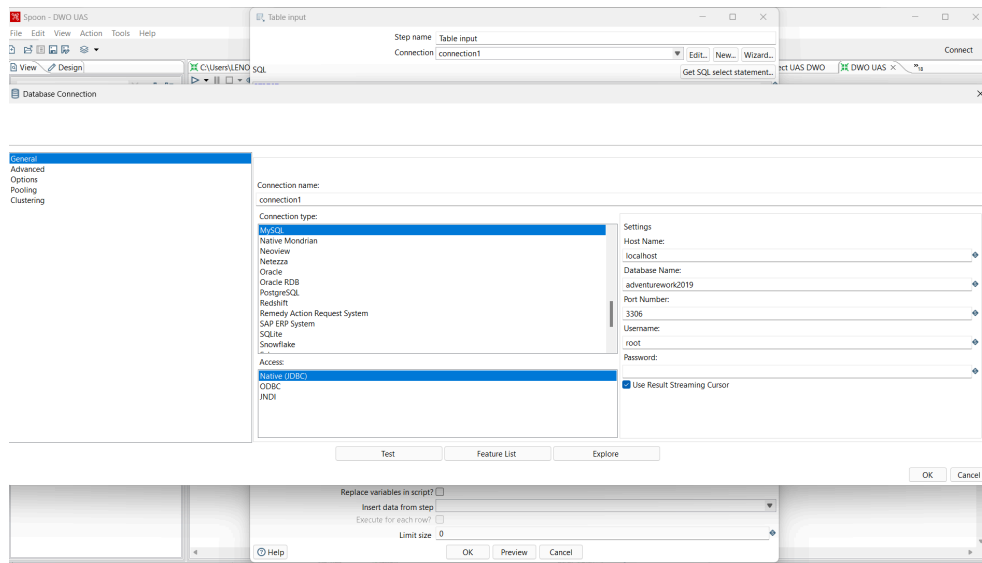 Spoon - DWO UAS
Table input
File Edit View Action Tools Help
Step name Table input
Connection connection1 Edit... New... Wizard...
Connect
View Design
C:\Users\LENO
SQL
Get SQL select statement...
ect UAS DWO
DWO UAS
Database Connection
General
Advanced
Options
Pooling
Clustering
Connection name:
connection1
Connection type:
MySQL
Native Mondrian
Neoview
Netezza
Oracle
Oracle RDB
PostgreSQL
Redshift
Remedy Action Request System
SAP ERP System
SQLite
Snowflake
Access:
Native (JDBC)
ODBC
JNDI
Settings
Host Name:
localhost
Database Name:
adventurework2019
Port Number:
3306
Username:
root
Password:
Use Result Streaming Cursor
Test Feature List Explore
OK Cancel
Replace variables in script?
Insert data from step
Execute for each row?
Limit size 0
Help OK Preview Cancel